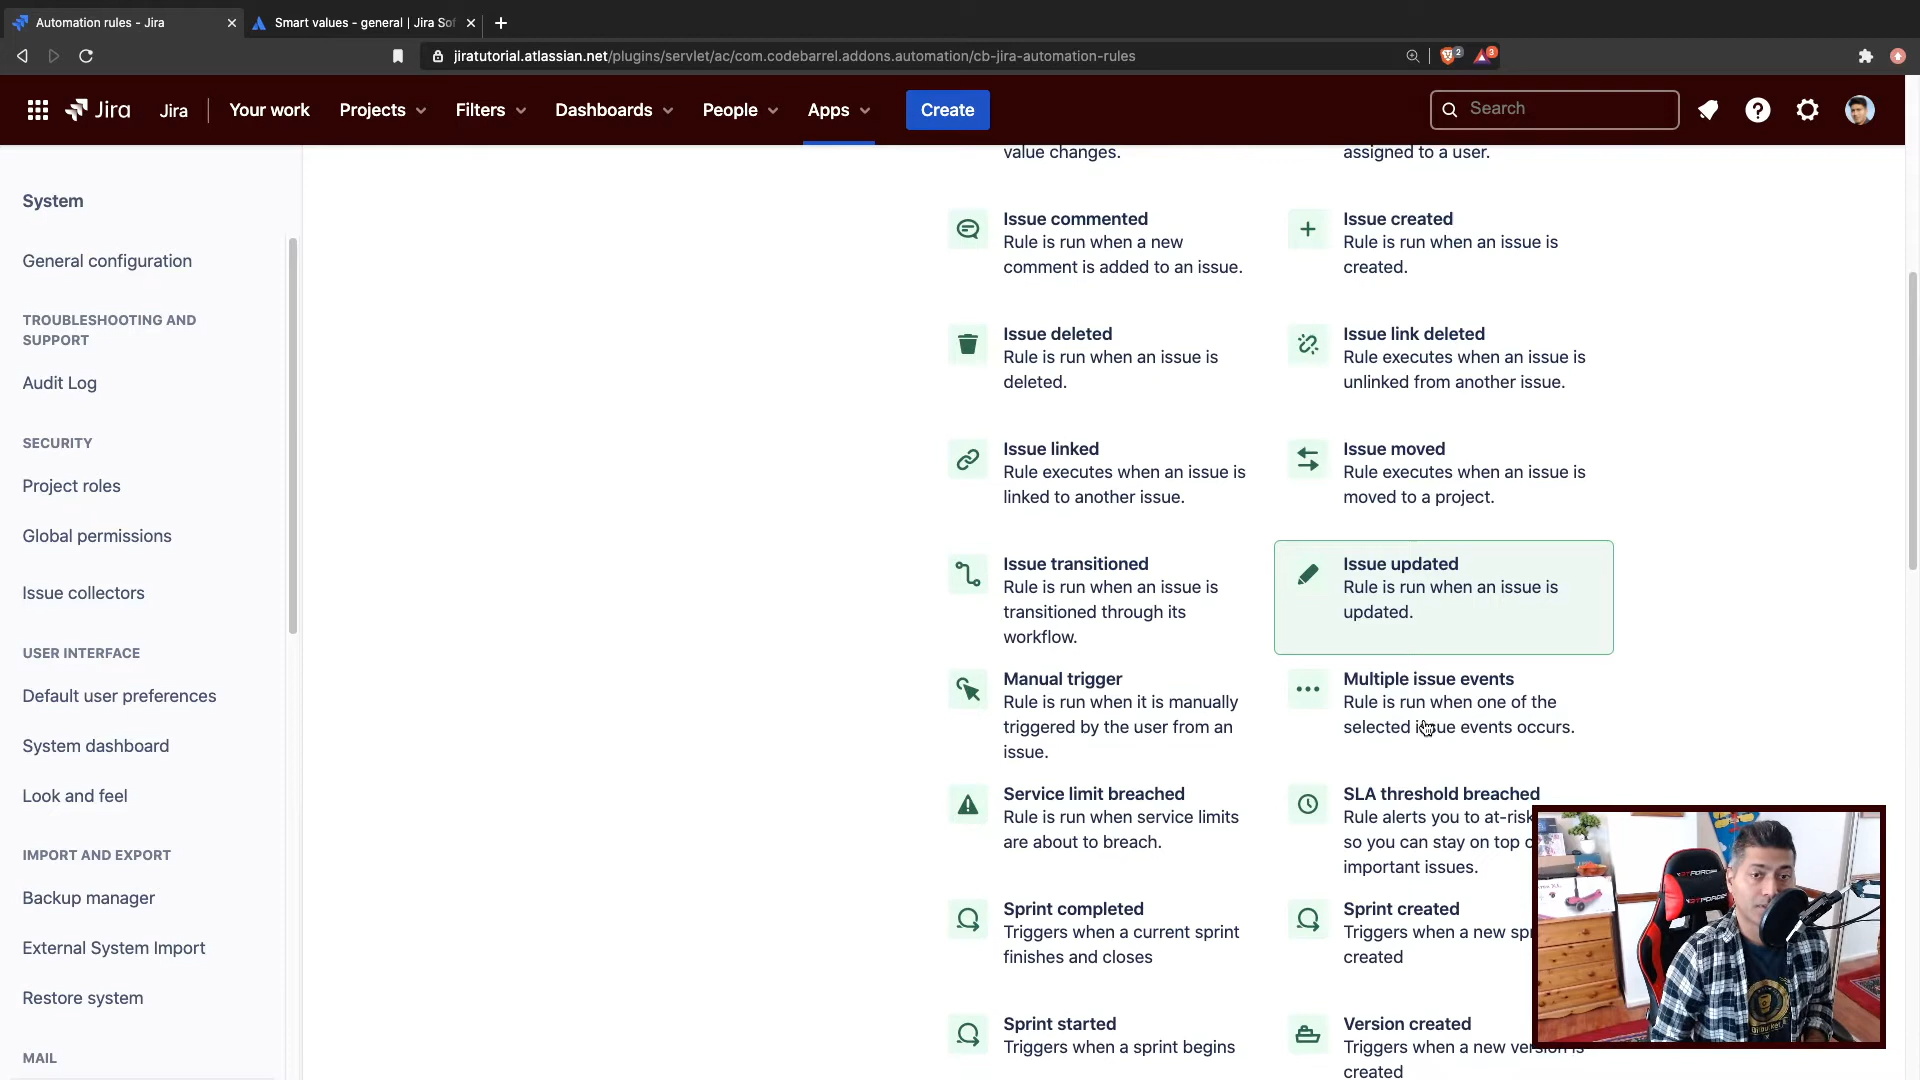 Automation rules - Jira
Smart values - general | Jira Sof
jiratutorial.atlassian.net/plugins/servlet/ac/com.codebarrel.addons.automation/cb-jira-automation-rules
2
3
Jira
Jira
Your work
Projects
Filters
Dashboards
People
Apps
Create
Search
System
General configuration
TROUBLESHOOTING AND
SUPPORT
Audit Log
SECURITY
Project roles
Global permissions
Issue collectors
USER INTERFACE
Default user preferences
System dashboard
Look and feel
IMPORT AND EXPORT
Backup manager
External System Import
Restore system
MAIL
value changes.
assigned to a user.
Issue commented
Rule is run when a new
comment is added to an issue.
Issue created
Rule is run when an issue is
created.
Issue deleted
Rule is run when an issue is
deleted.
Issue link deleted
Rule executes when an issue is
unlinked from another issue.
Issue linked
Rule executes when an issue is
linked to another issue.
Issue moved
Rule executes when an issue is
moved to a project.
Issue transitioned
Rule is run when an issue is
transitioned through its
workflow.
Issue updated
Rule is run when an issue is
updated.
Manual trigger
Rule is run when it is manually
triggered by the user from an
issue.
Multiple issue events
Rule is run when one of the
selected issue events occurs.
Service limit breached
Rule is run when service limits
are about to breach.
SLA threshold breached
Rule alerts you to at-risk
so you can stay on top o
important issues.
Sprint completed
Triggers when a current sprint
finishes and closes
Sprint created
Triggers when a new spr
created
Sprint started
Triggers when a sprint begins
Version created
Triggers when a new version is
created